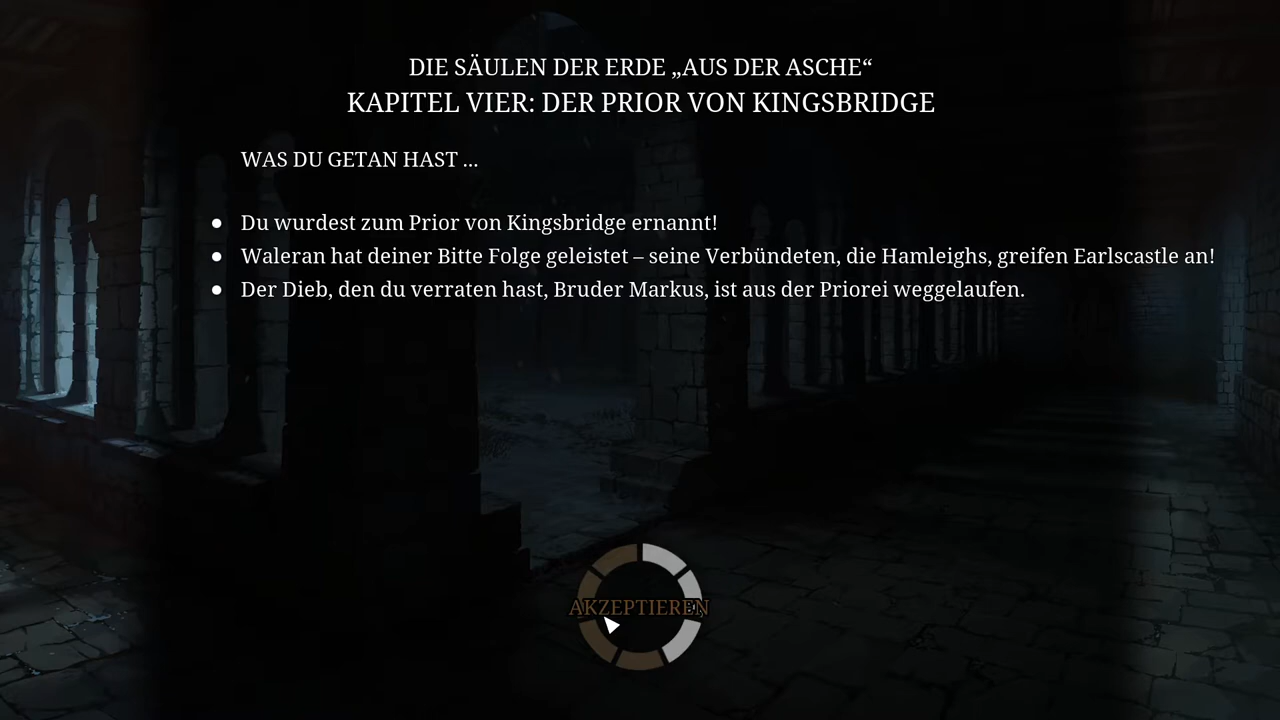 DIE SÄULEN DER ERDE „AUS DER ASCHE“
KAPITEL VIER: DER PRIOR VON KINGSBRIDGE
WAS DU GETAN HAST ...
● Du wurdest zum Prior von Kingsbridge ernannt!
● Waleran hat deiner Bitte Folge geleistet – seine Verbündeten, die Hamleighs, greifen Earlscastle an!
● Der Dieb, den du verraten hast, Bruder Markus, ist aus der Priorei weggelaufen.
AKZEPTIEREN